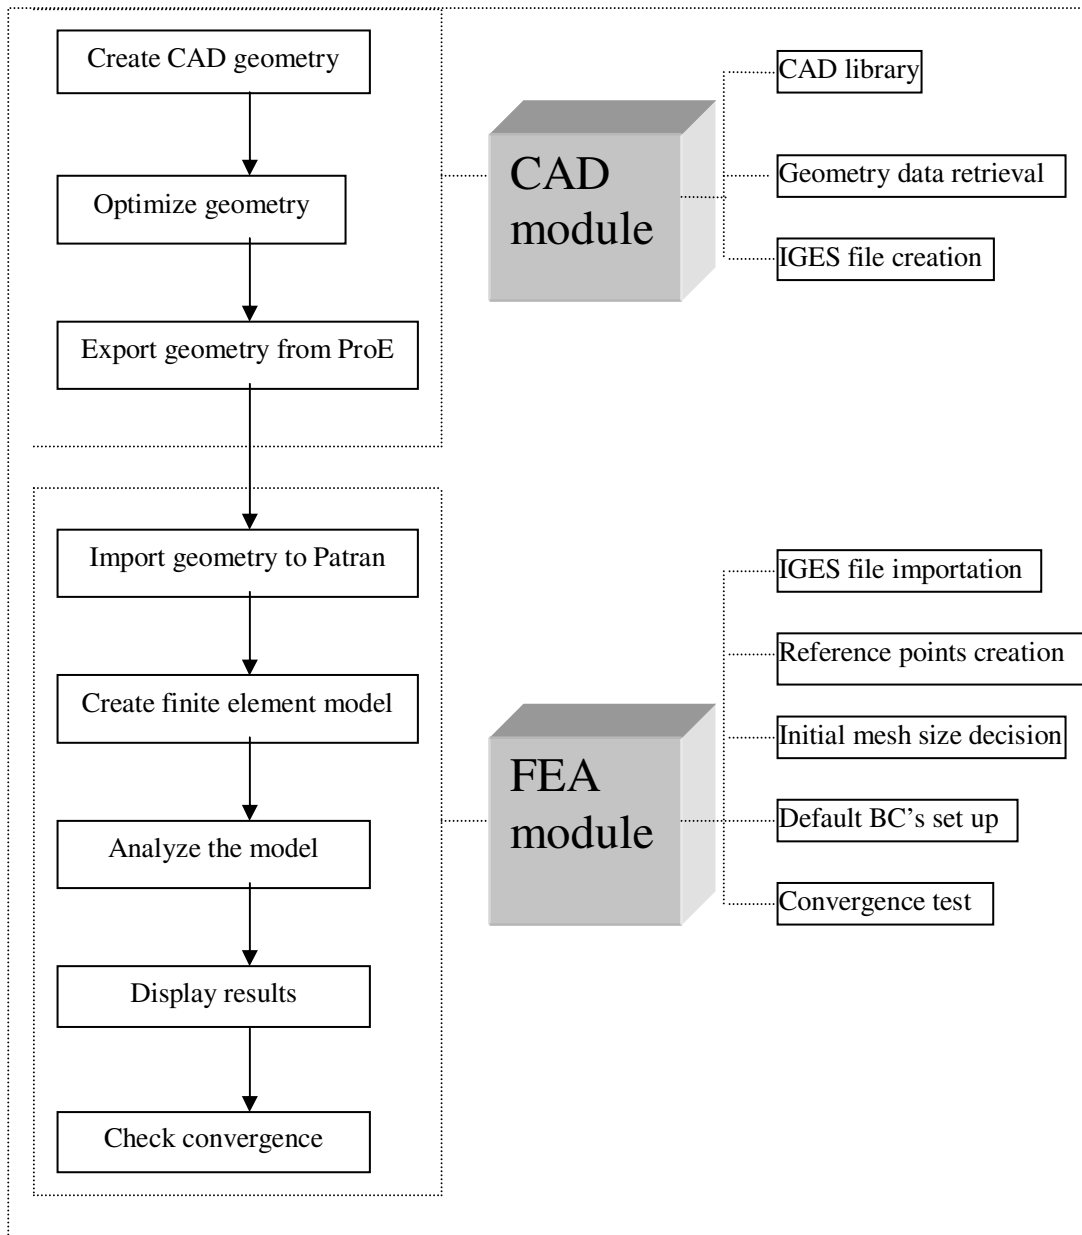 Create CAD geometry
Optimize geometry
Export geometry from ProE
CAD
module
CAD library
Geometry data retrieval
IGES file creation
Import geometry to Patran
Create finite element model
Analyze the model
Display results
Check convergence
FEA
module
IGES file importation
Reference points creation
Initial mesh size decision
Default BC’s set up
Convergence test